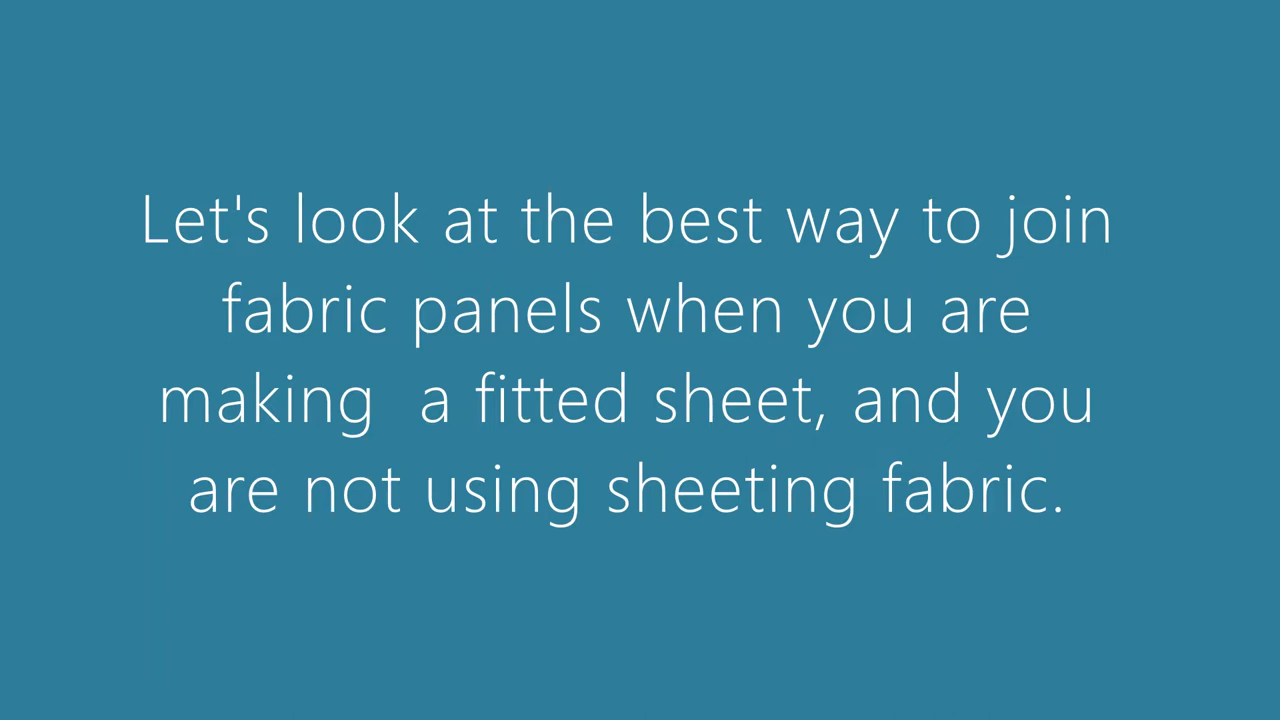 Let's look at the best way to join
fabric panels when you are
making  a fitted sheet, and you
are not using sheeting fabric.